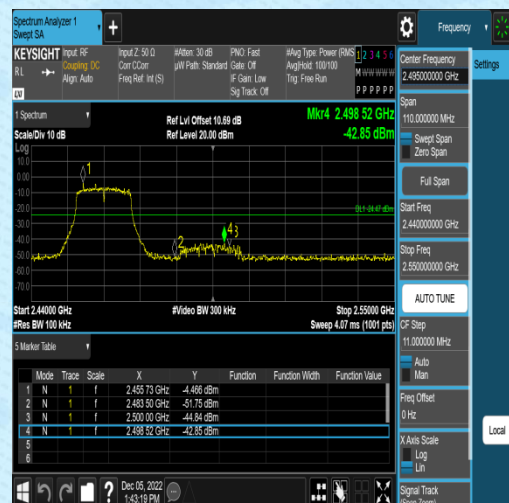 Spectrum Analyzer 1
Swept SA
Frequency
KEYSIGHT
RL
Input: RF
Coupling: DC
Align: Auto
Input Z: 50 Ω
Corr CCorr
Freq Ref: Int (S)
#Atten: 30 dB
µW Path: Standard
PNO: Fast
Gate: Off
IF Gain: Low
Sig Track: Off
#Avg Type: Power (RMS
Avg|Hold: 100/100
Trig: Free Run
1 2 3 4 5 6
M W W W W W
P P P P P P
1 Spectrum
Scale/Div 10 dB
Ref Lvl Offset 10.69 dB
Ref Level 20.00 dBm
Mkr4 2.498 52 GHz
-42.85 dBm
Log
10.0
0.00
-10.0
-20.0
-30.0
-40.0
-50.0
-60.0
-70.0
1
2
4
3
DL1 -24.47 dBm
Start 2.44000 GHz
#Res BW 100 kHz
#Video BW 300 kHz
Stop 2.55000 GHz
Sweep 4.07 ms (1001 pts)
5 Marker Table
Mode Trace Scale X Y Function Function Width Function Value
1 N 1 f 2.455 73 GHz -4.466 dBm
2 N 1 f 2.483 50 GHz -51.75 dBm
3 N 1 f 2.500 00 GHz -44.84 dBm
4 N 1 f 2.498 52 GHz -42.85 dBm
5
6
Dec 05, 2022
1:43:19 PM
Center Frequency
2.495000000 GHz
Settings
Span
110.000000 MHz
Swept Span
Zero Span
Full Span
Start Freq
2.440000000 GHz
Stop Freq
2.550000000 GHz
AUTO TUNE
CF Step
11.000000 MHz
Auto
Man
Freq Offset
0 Hz
X Axis Scale
Log
Lin
Local
Signal Track
(Span Zoom)